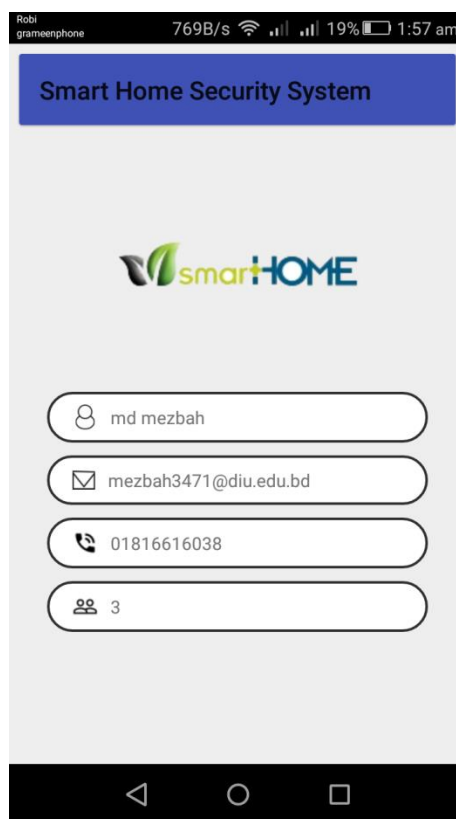 Robi
grameenphone
769B/s 19% 1:57 am
Smart Home Security System
smartHOME
md mezbah
mezbah3471@diu.edu.bd
01816616038
3